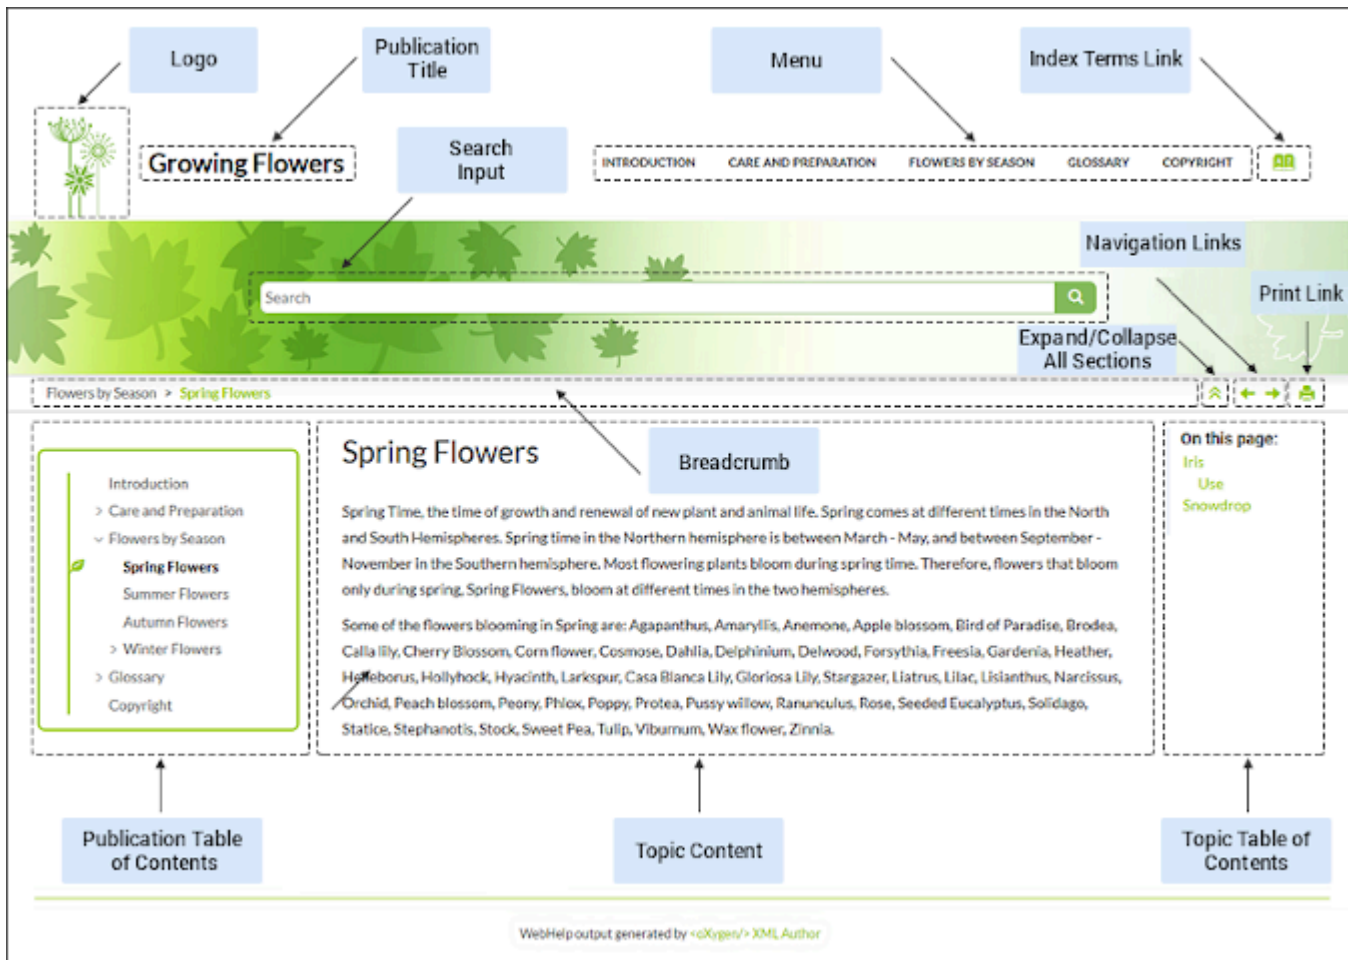 Logo
Publication
Title
Menu
Index Terms Link
Growing Flowers
Search
Input
INTRODUCTION CARE AND PREPARATION FLOWERS BY SEASON GLOSSARY COPYRIGHT
Navigation Links
Search
Print Link
Expand/Collapse
All Sections
Flowers by Season > Spring Flowers
Introduction
> Care and Preparation
Flowers by Season
Spring Flowers
Summer Flowers
Autumn Flowers
> Winter Flowers
> Glossary
Copyright
Spring Flowers
Breadcrumb
Spring Time, the time of growth and renewal of new plant and animal life. Spring comes at different times in the North
and South Hemispheres. Spring time in the Northern hemisphere is between March - May, and between September -
November in the Southern hemisphere. Most flowering plants bloom during spring time. Therefore, flowers that bloom
only during spring, Spring Flowers, bloom at different times in the two hemispheres.
Some of the flowers blooming in Spring are: Agapanthus, Amaryllis, Anemone, Apple blossom, Bird of Paradise, Brodea,
Calla lily, Cherry Blossom, Corn flower, Cosmose, Dahlia, Delphinium, Delwood, Forsythia, Freesia, Gardenia, Heather,
Helleborus, Hollyhock, Hyacinth, Larkspur, Casa Blanca Lily, Gloriosa Lily, Stargazer, Liatrus, Lilac, Lisianthus, Narcissus,
Orchid, Peach blossom, Peony, Phlox, Poppy, Protea, Pussy willow, Ranunculus, Rose, Seeded Eucalyptus, Solidago,
Statice, Stephanotis, Stock, Sweet Pea, Tulip, Viburnum, Wax flower, Zinnia.
On this page:
Iris
Use
Snowdrop
Publication Table
of Contents
Topic Content
Topic Table of
Contents
WebHelp output generated by <oXygen/> XML Author